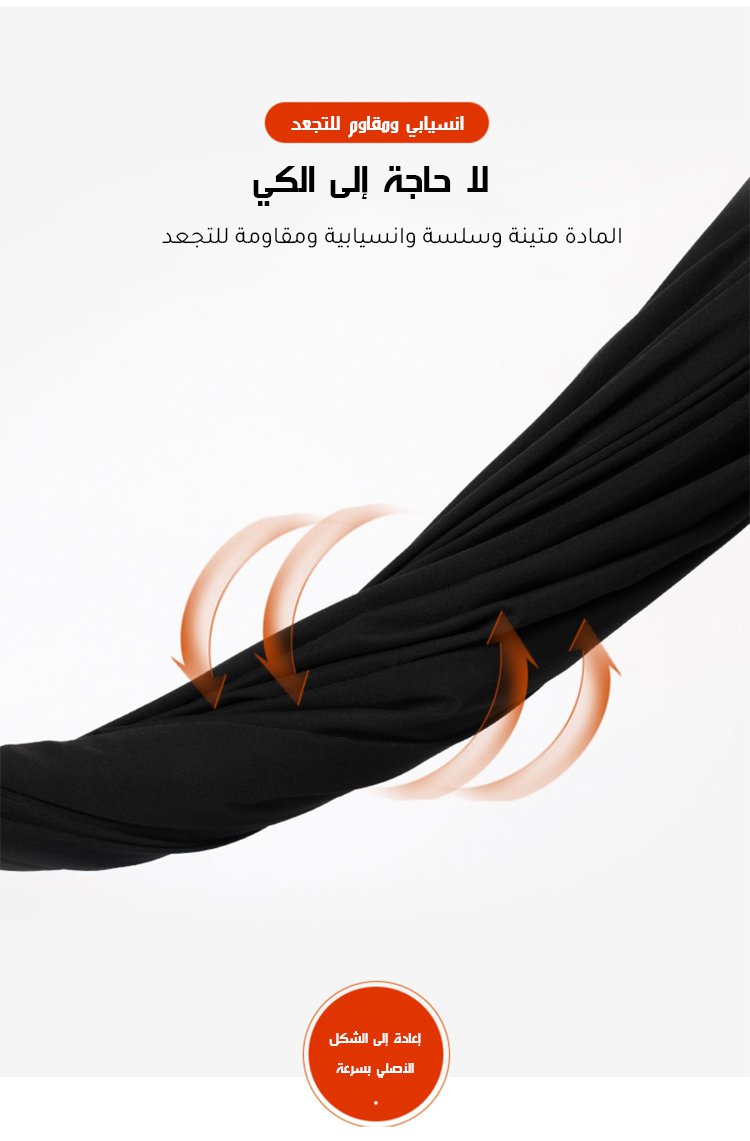 انسيابي ومقاوم للتجعد
لا حاجة إلى الكي
المادة متينة وسلسة وانسيابية ومقاومة للتجعد
إعادة إلى الشكل
الأصلي بسرعة
.